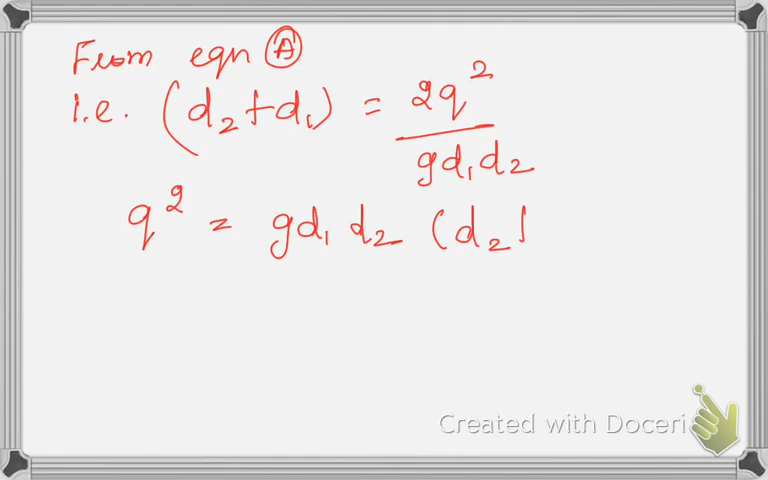 From eqn Ⓐ
i.e. (d₂+d₁) = 2q² / gd₁d₂
q² = gd₁ d₂ (d₂
Created with Doceri